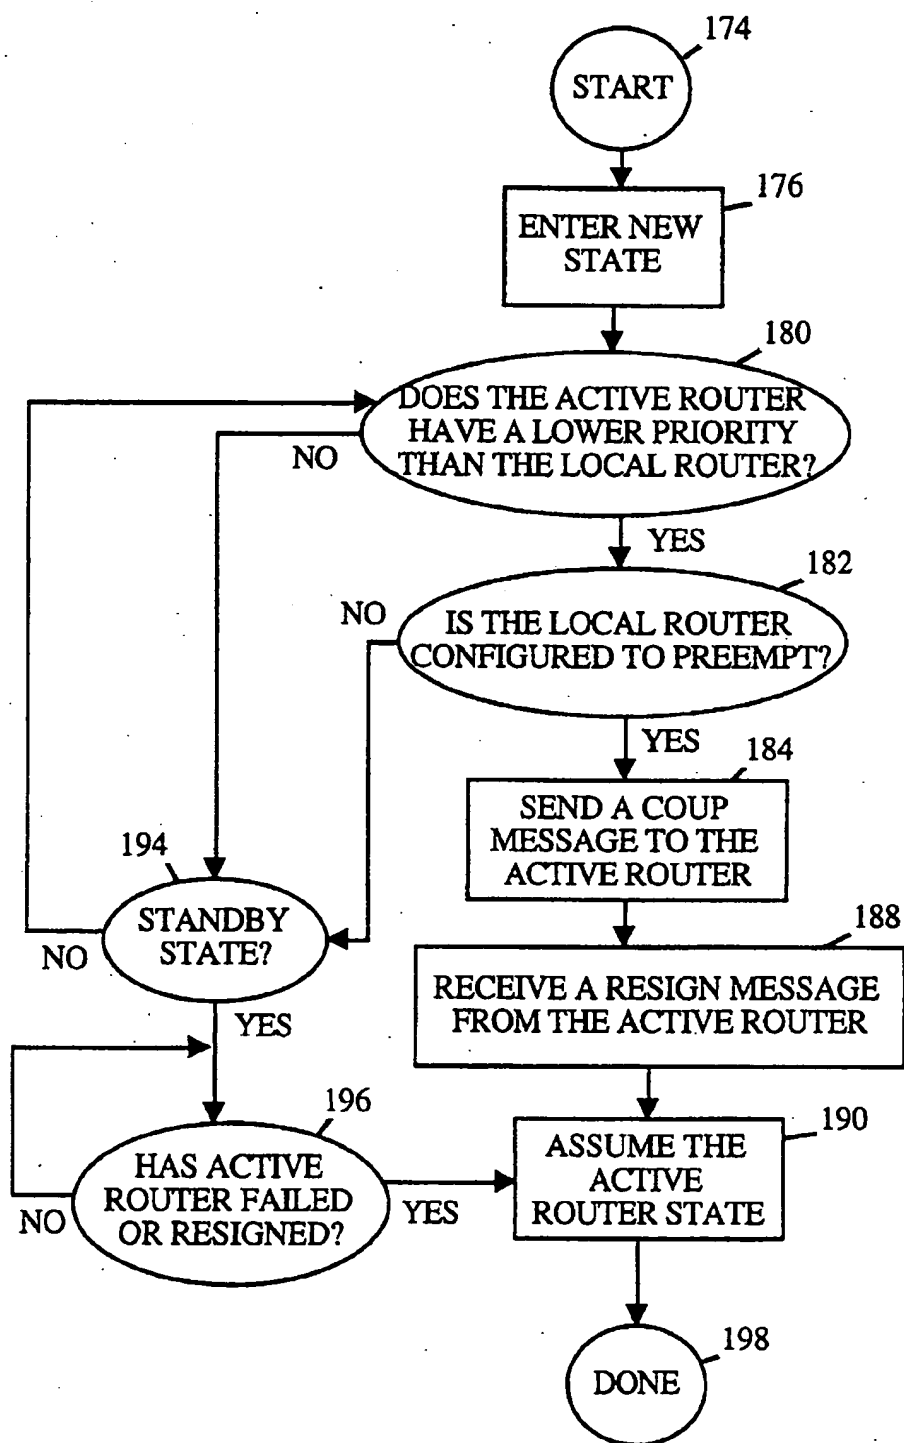 174
START
176
ENTER NEW
STATE
180
DOES THE ACTIVE ROUTER
HAVE A LOWER PRIORITY
THAN THE LOCAL ROUTER?
NO
YES
182
NO
IS THE LOCAL ROUTER
CONFIGURED TO PREEMPT?
YES
184
SEND A COUP
MESSAGE TO THE
ACTIVE ROUTER
194
STANDBY
STATE?
NO
YES
188
RECEIVE A RESIGN MESSAGE
FROM THE ACTIVE ROUTER
196
HAS ACTIVE
ROUTER FAILED
OR RESIGNED?
NO
YES
190
ASSUME THE
ACTIVE
ROUTER STATE
198
DONE